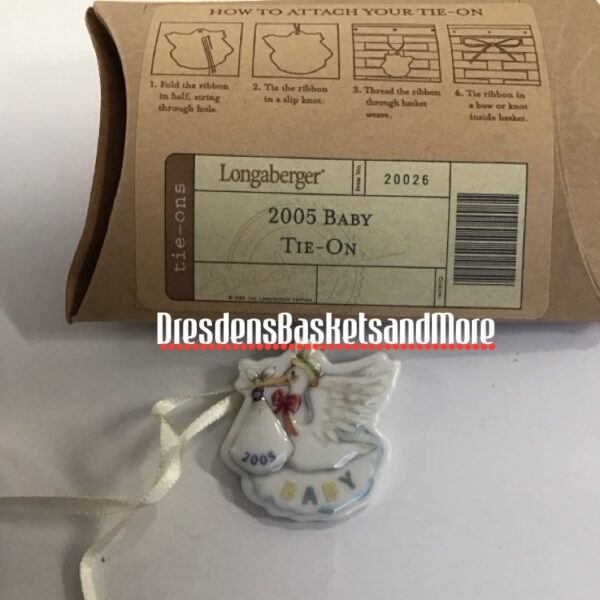 HOW TO ATTACH YOUR TIE-ON
1. Fold the ribbon
in half, string
through hole.
2. Tie the ribbon
in a slip knot.
3. Thread the ribbon
through basket
weave.
4. Tie ribbon in
a bow or knot
inside basket.
tie-ons
Longaberger®
Item No.
20026
2005 BABY
TIE-ON
DresdensBasketsandMore
2005
BABY